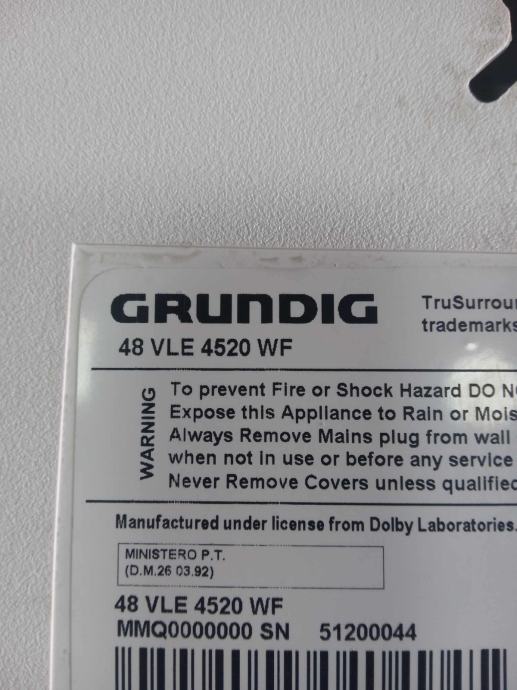 GRUNDIG
TruSurrou
trademarks
48 VLE 4520 WF
WARNING
To prevent Fire or Shock Hazard DO NO
Expose this Appliance to Rain or Mois
Always Remove Mains plug from wall
when not in use or before any service
Never Remove Covers unless qualified
Manufactured under license from Dolby Laboratories.
MINISTERO P.T.
(D.M.26 03.92)
48 VLE 4520 WF
MMQ0000000 SN 51200044